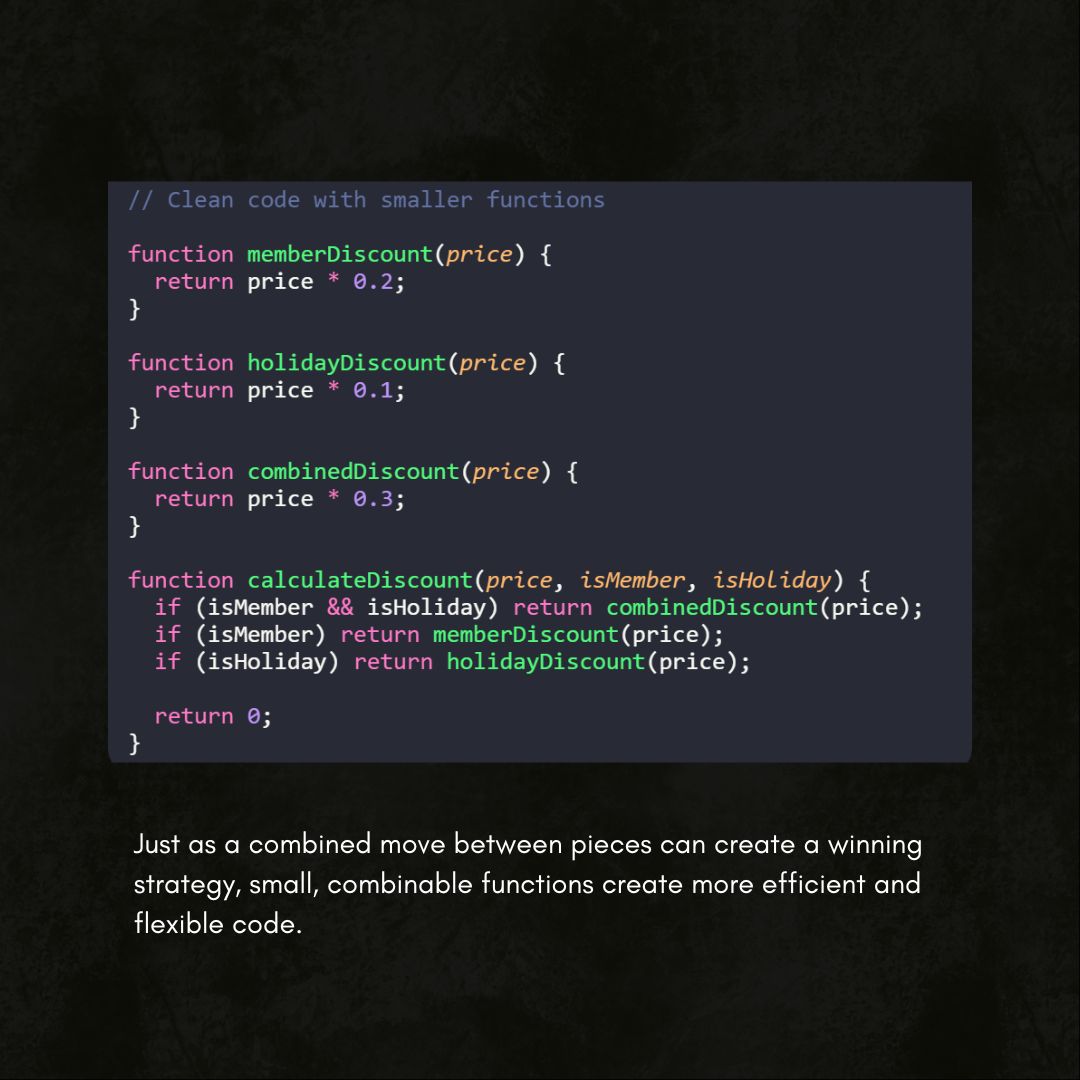 // Clean code with smaller functions
function memberDiscount(price) {
  return price * 0.2;
}
function holidayDiscount(price) {
  return price * 0.1;
}
function combinedDiscount(price) {
  return price * 0.3;
}
function calculateDiscount(price, isMember, isHoliday) {
  if (isMember && isHoliday) return combinedDiscount(price);
  if (isMember) return memberDiscount(price);
  if (isHoliday) return holidayDiscount(price);
  return 0;
}
Just as a combined move between pieces can create a winning
strategy, small, combinable functions create more efficient and
flexible code.